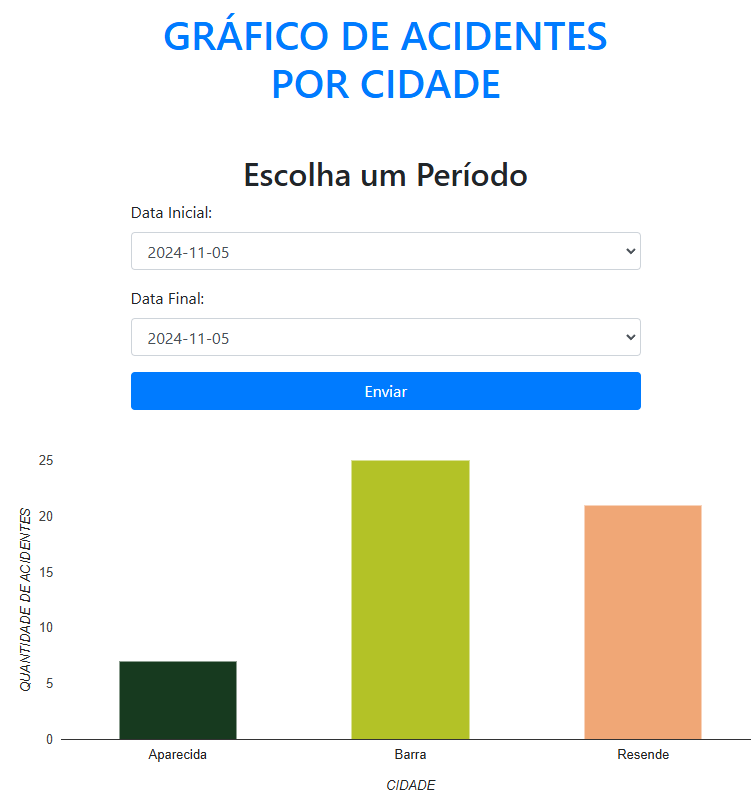 GRÁFICO DE ACIDENTES
POR CIDADE
Escolha um Período
Data Inicial:
2024-11-05
Data Final:
2024-11-05
Enviar
25
20
15
10
5
0
QUANTIDADE DE ACIDENTES
Aparecida
Barra
Resende
CIDADE